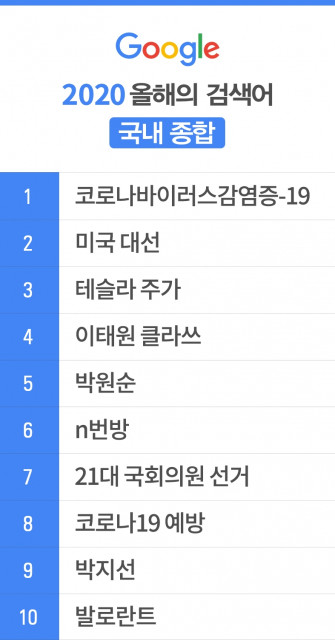 Google
2020 올해의 검색어
국내 종합
1 코로나바이러스감염증-19
2 미국 대선
3 테슬라 주가
4 이태원 클라쓰
5 박원순
6 n번방
7 21대 국회의원 선거
8 코로나19 예방
9 박지선
10 발로란트